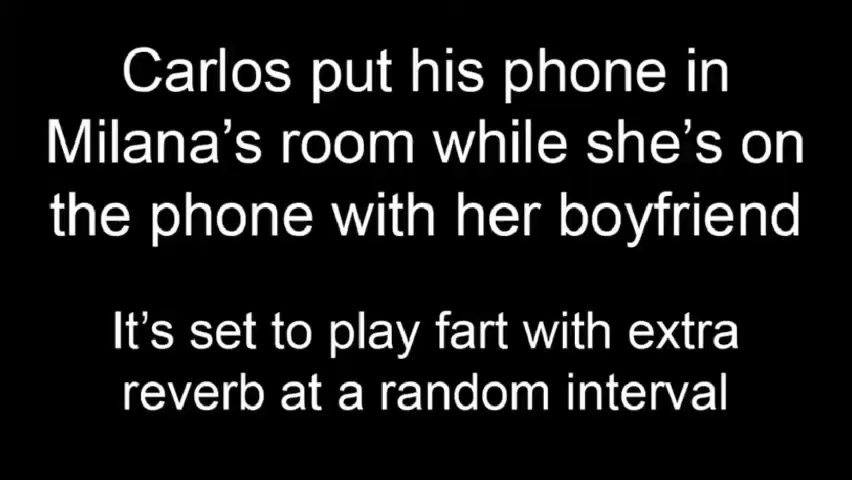 Carlos put his phone in
Milana’s room while she’s on
the phone with her boyfriend
It’s set to play fart with extra
reverb at a random interval